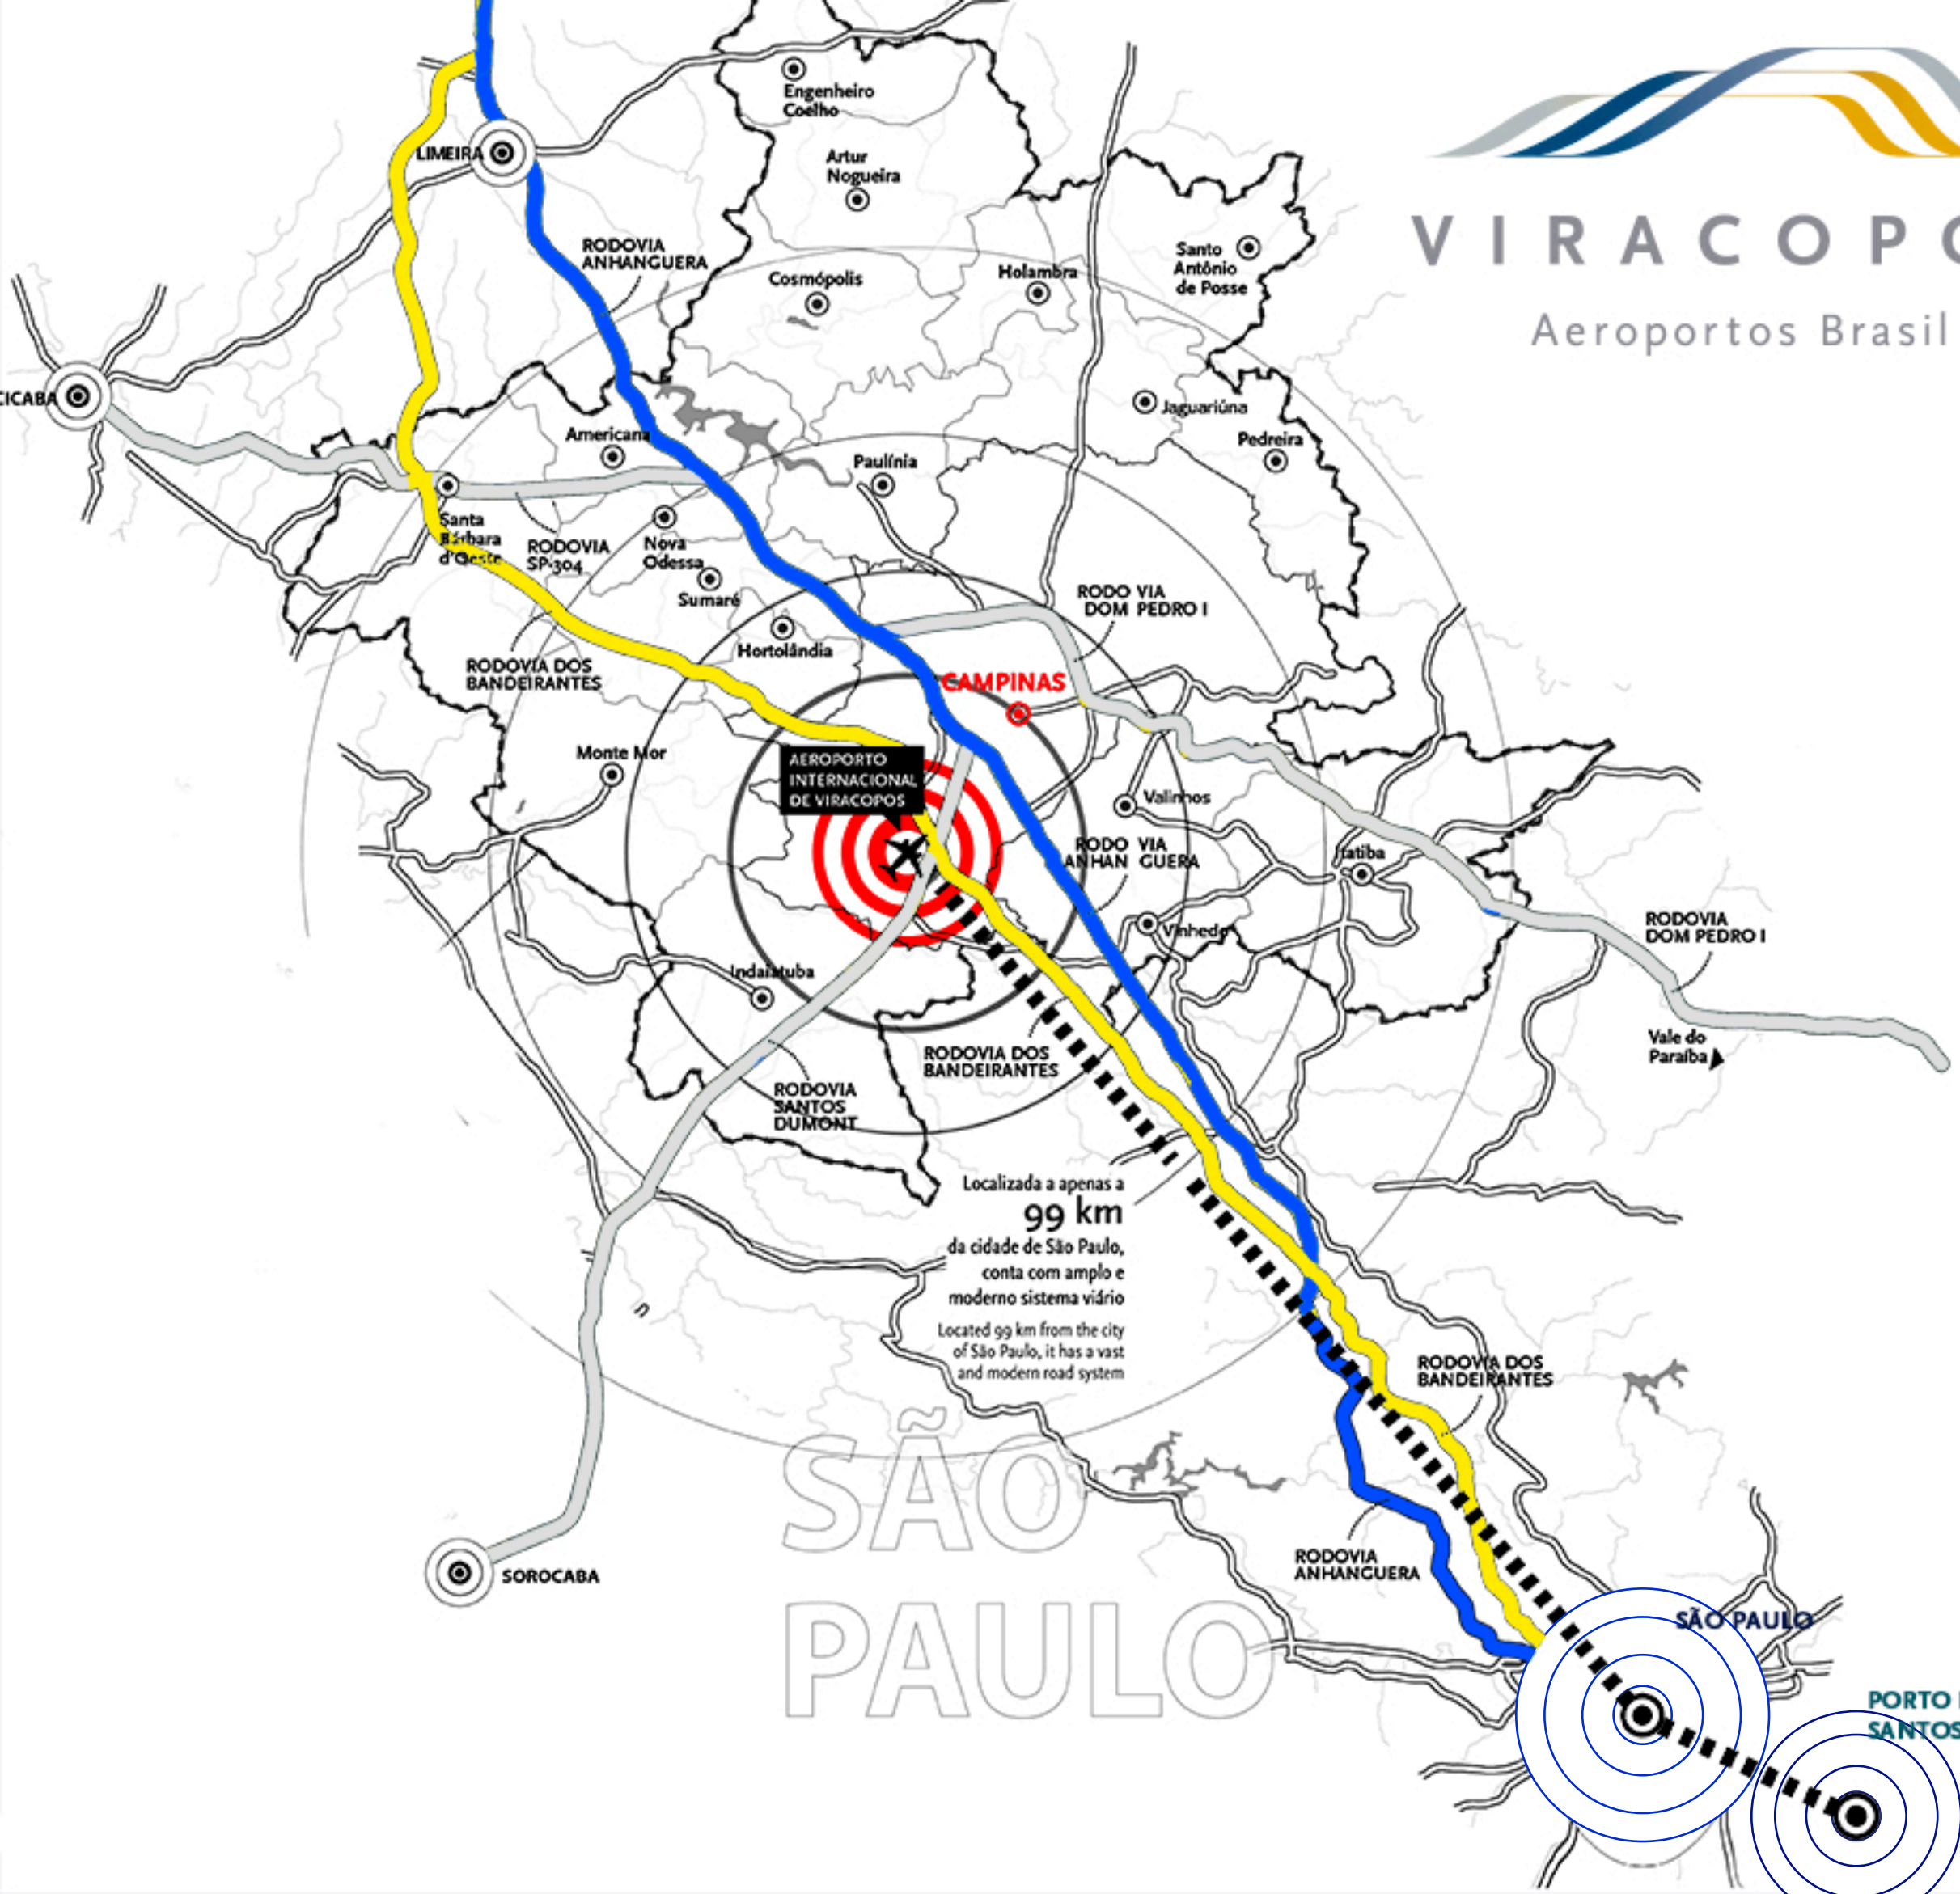 Engenheiro
Coelho
LIMEIRA
Artur
Nogueira
RODOVIA
ANHANGUERA
Santo
Antônio
de Posse
VIRACOP
Aeroportos Brasil
Cosmópolis
Holambra
CICABA
Jaguariúna
Americana
Pedreira
Paulínia
Santa
Bárbara
d'Oeste
RODOVIA
SP-304
Nova
Odessa
Sumaré
RODO VIA
DOM PEDRO I
Hortolândia
RODOVIA DOS
BANDEIRANTES
CAMPINAS
Monte Mor
AEROPORTO
INTERNACIONAL
DE VIRACOPOS
Valinhos
RODO VIA
ANHAN GUERA
Itatiba
Vinhedo
RODOVIA
DOM PEDRO I
Indaiatuba
RODOVIA DOS
BANDEIRANTES
Vale do
Paraíba
RODOVIA
SANTOS
DUMONT
Localizada a apenas a
99 km
da cidade de São Paulo,
conta com amplo e
moderno sistema viário
Located 99 km from the city
of São Paulo, it has a vast
and modern road system
RODOVIA DOS
BANDEIRANTES
SÃO
PAULO
RODOVIA
ANHANGUERA
SOROCABA
SÃO PAULO
PORTO
SANTOS